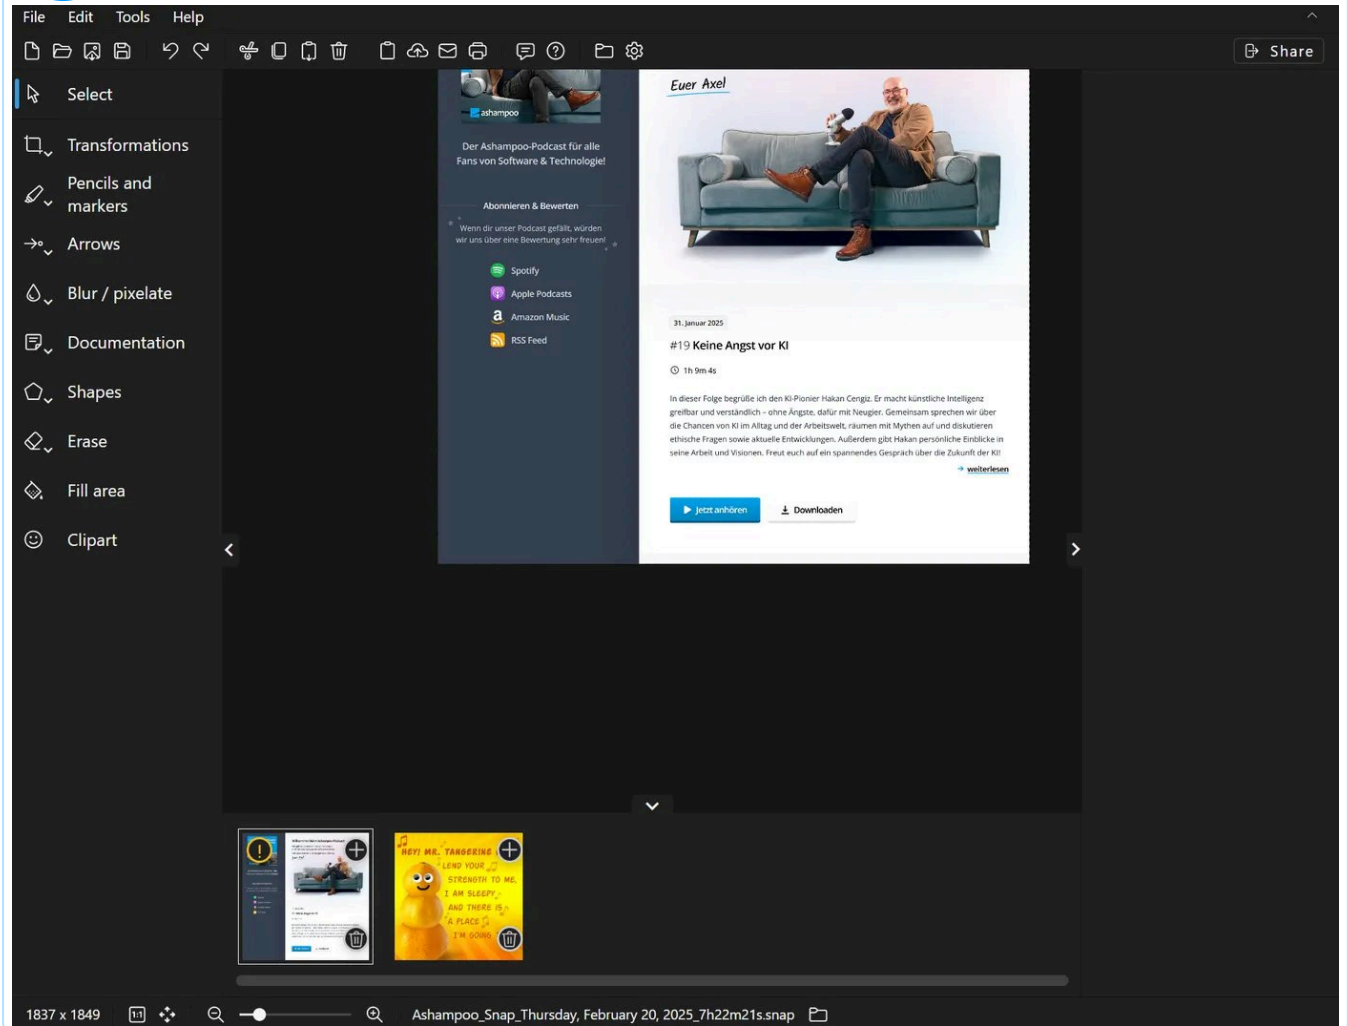 File Edit Tools Help
Share
Select
Transformations
Pencils and
markers
Arrows
Blur / pixelate
Documentation
Shapes
Erase
Fill area
Clipart
ashampoo
Der Ashampoo-Podcast für alle
Fans von Software & Technologie!
Abonnieren & Bewerten
Wenn dir unser Podcast gefällt, würden
wir uns über eine Bewertung sehr freuen!
Spotify
Apple Podcasts
Amazon Music
RSS Feed
Euer Axel
31. Januar 2025
#19 Keine Angst vor KI
1h 9m 4s
In dieser Folge begrüße ich den KI-Pionier Hakan Cengiz. Er macht künstliche Intelligenz
greifbar und verständlich – ohne Ängste, dafür mit Neugier. Gemeinsam sprechen wir über
die Chancen von KI im Alltag und der Arbeitswelt, räumen mit Mythen auf und diskutieren
ethische Fragen sowie aktuelle Entwicklungen. Außerdem gibt Hakan persönliche Einblicke in
seine Arbeit und Visionen. Freut euch auf ein spannendes Gespräch über die Zukunft der KI!
weiterlesen
Jetzt anhören
Downloaden
HEY! MR. TANGERINE
LEND YOUR
STRENGTH TO ME,
I AM SLEEPY
AND THERE IS
A PLACE
I'M GOING
1837 x 1849
1:1
Ashampoo_Snap_Thursday, February 20, 2025_7h22m21s.snap